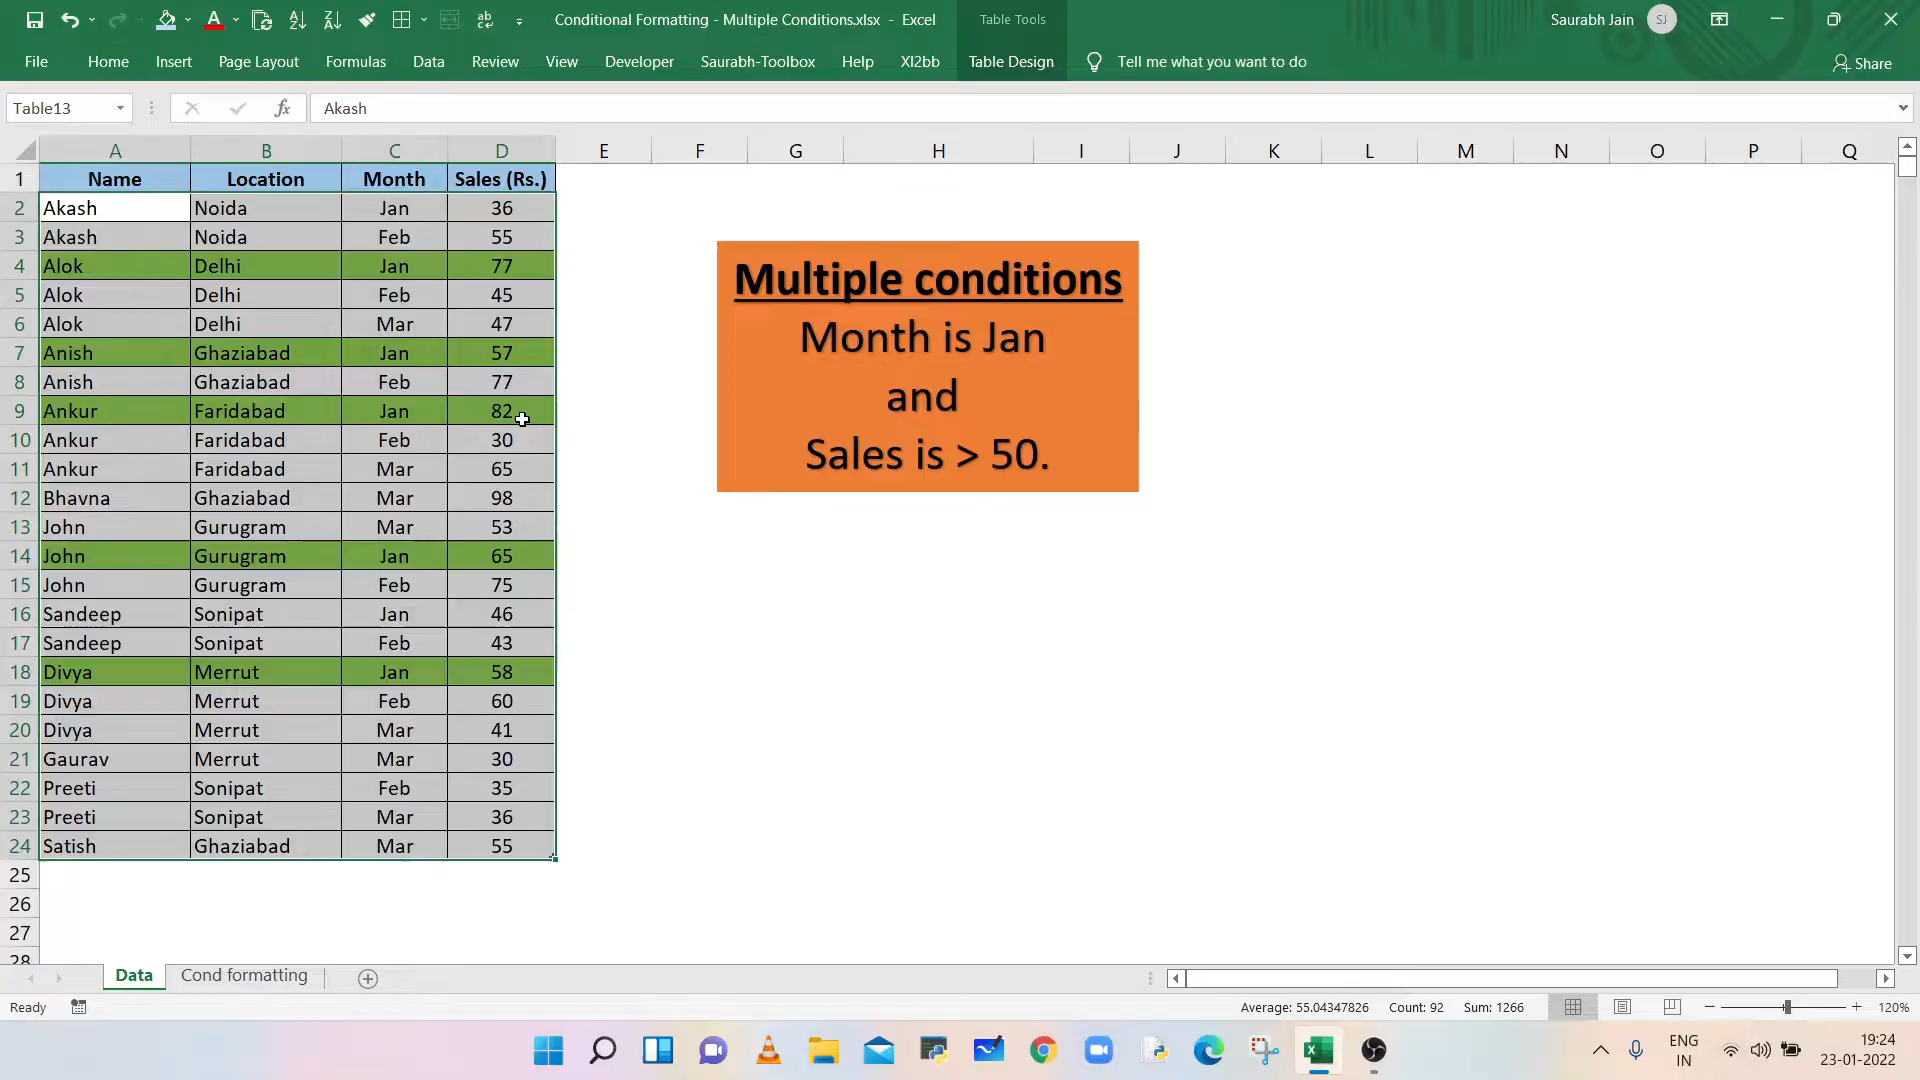 Conditional Formatting - Multiple Conditions.xlsx - Excel
Table Tools
Saurabh Jain SJ
File Home Insert Page Layout Formulas Data Review View Developer Saurabh-Toolbox Help Xl2bb Table Design Tell me what you want to do Share
Table13 fx Akash
A B C D E F G H I J K L M N O P Q
1 Name Location Month Sales (Rs.)
2 Akash Noida Jan 36
3 Akash Noida Feb 55
4 Alok Delhi Jan 77
5 Alok Delhi Feb 45
6 Alok Delhi Mar 47
7 Anish Ghaziabad Jan 57
8 Anish Ghaziabad Feb 77
9 Ankur Faridabad Jan 82
10 Ankur Faridabad Feb 30
11 Ankur Faridabad Mar 65
12 Bhavna Ghaziabad Mar 98
13 John Gurugram Mar 53
14 John Gurugram Jan 65
15 John Gurugram Feb 75
16 Sandeep Sonipat Jan 46
17 Sandeep Sonipat Feb 43
18 Divya Merrut Jan 58
19 Divya Merrut Feb 60
20 Divya Merrut Mar 41
21 Gaurav Merrut Mar 30
22 Preeti Sonipat Feb 35
23 Preeti Sonipat Mar 36
24 Satish Ghaziabad Mar 55
25
26
27
28
Multiple conditions
Month is Jan
and
Sales is > 50.
Data Cond formatting
Ready Average: 55.04347826 Count: 92 Sum: 1266 120%
ENG
IN
19:24
23-01-2022